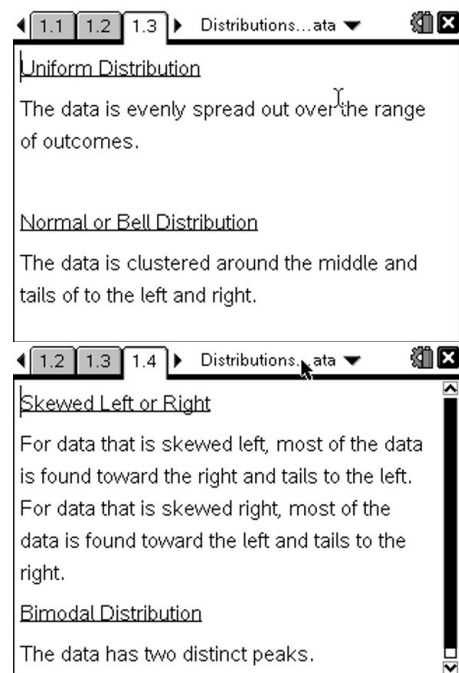 1.1 1.2 1.3 Distributions...ata
Uniform Distribution
The data is evenly spread out over the range
of outcomes.
Normal or Bell Distribution
The data is clustered around the middle and
tails of to the left and right.
1.2 1.3 1.4 Distributions...ata
Skewed Left or Right
For data that is skewed left, most of the data
is found toward the right and tails to the left.
For data that is skewed right, most of the
data is found toward the left and tails to the
right.
Bimodal Distribution
The data has two distinct peaks.